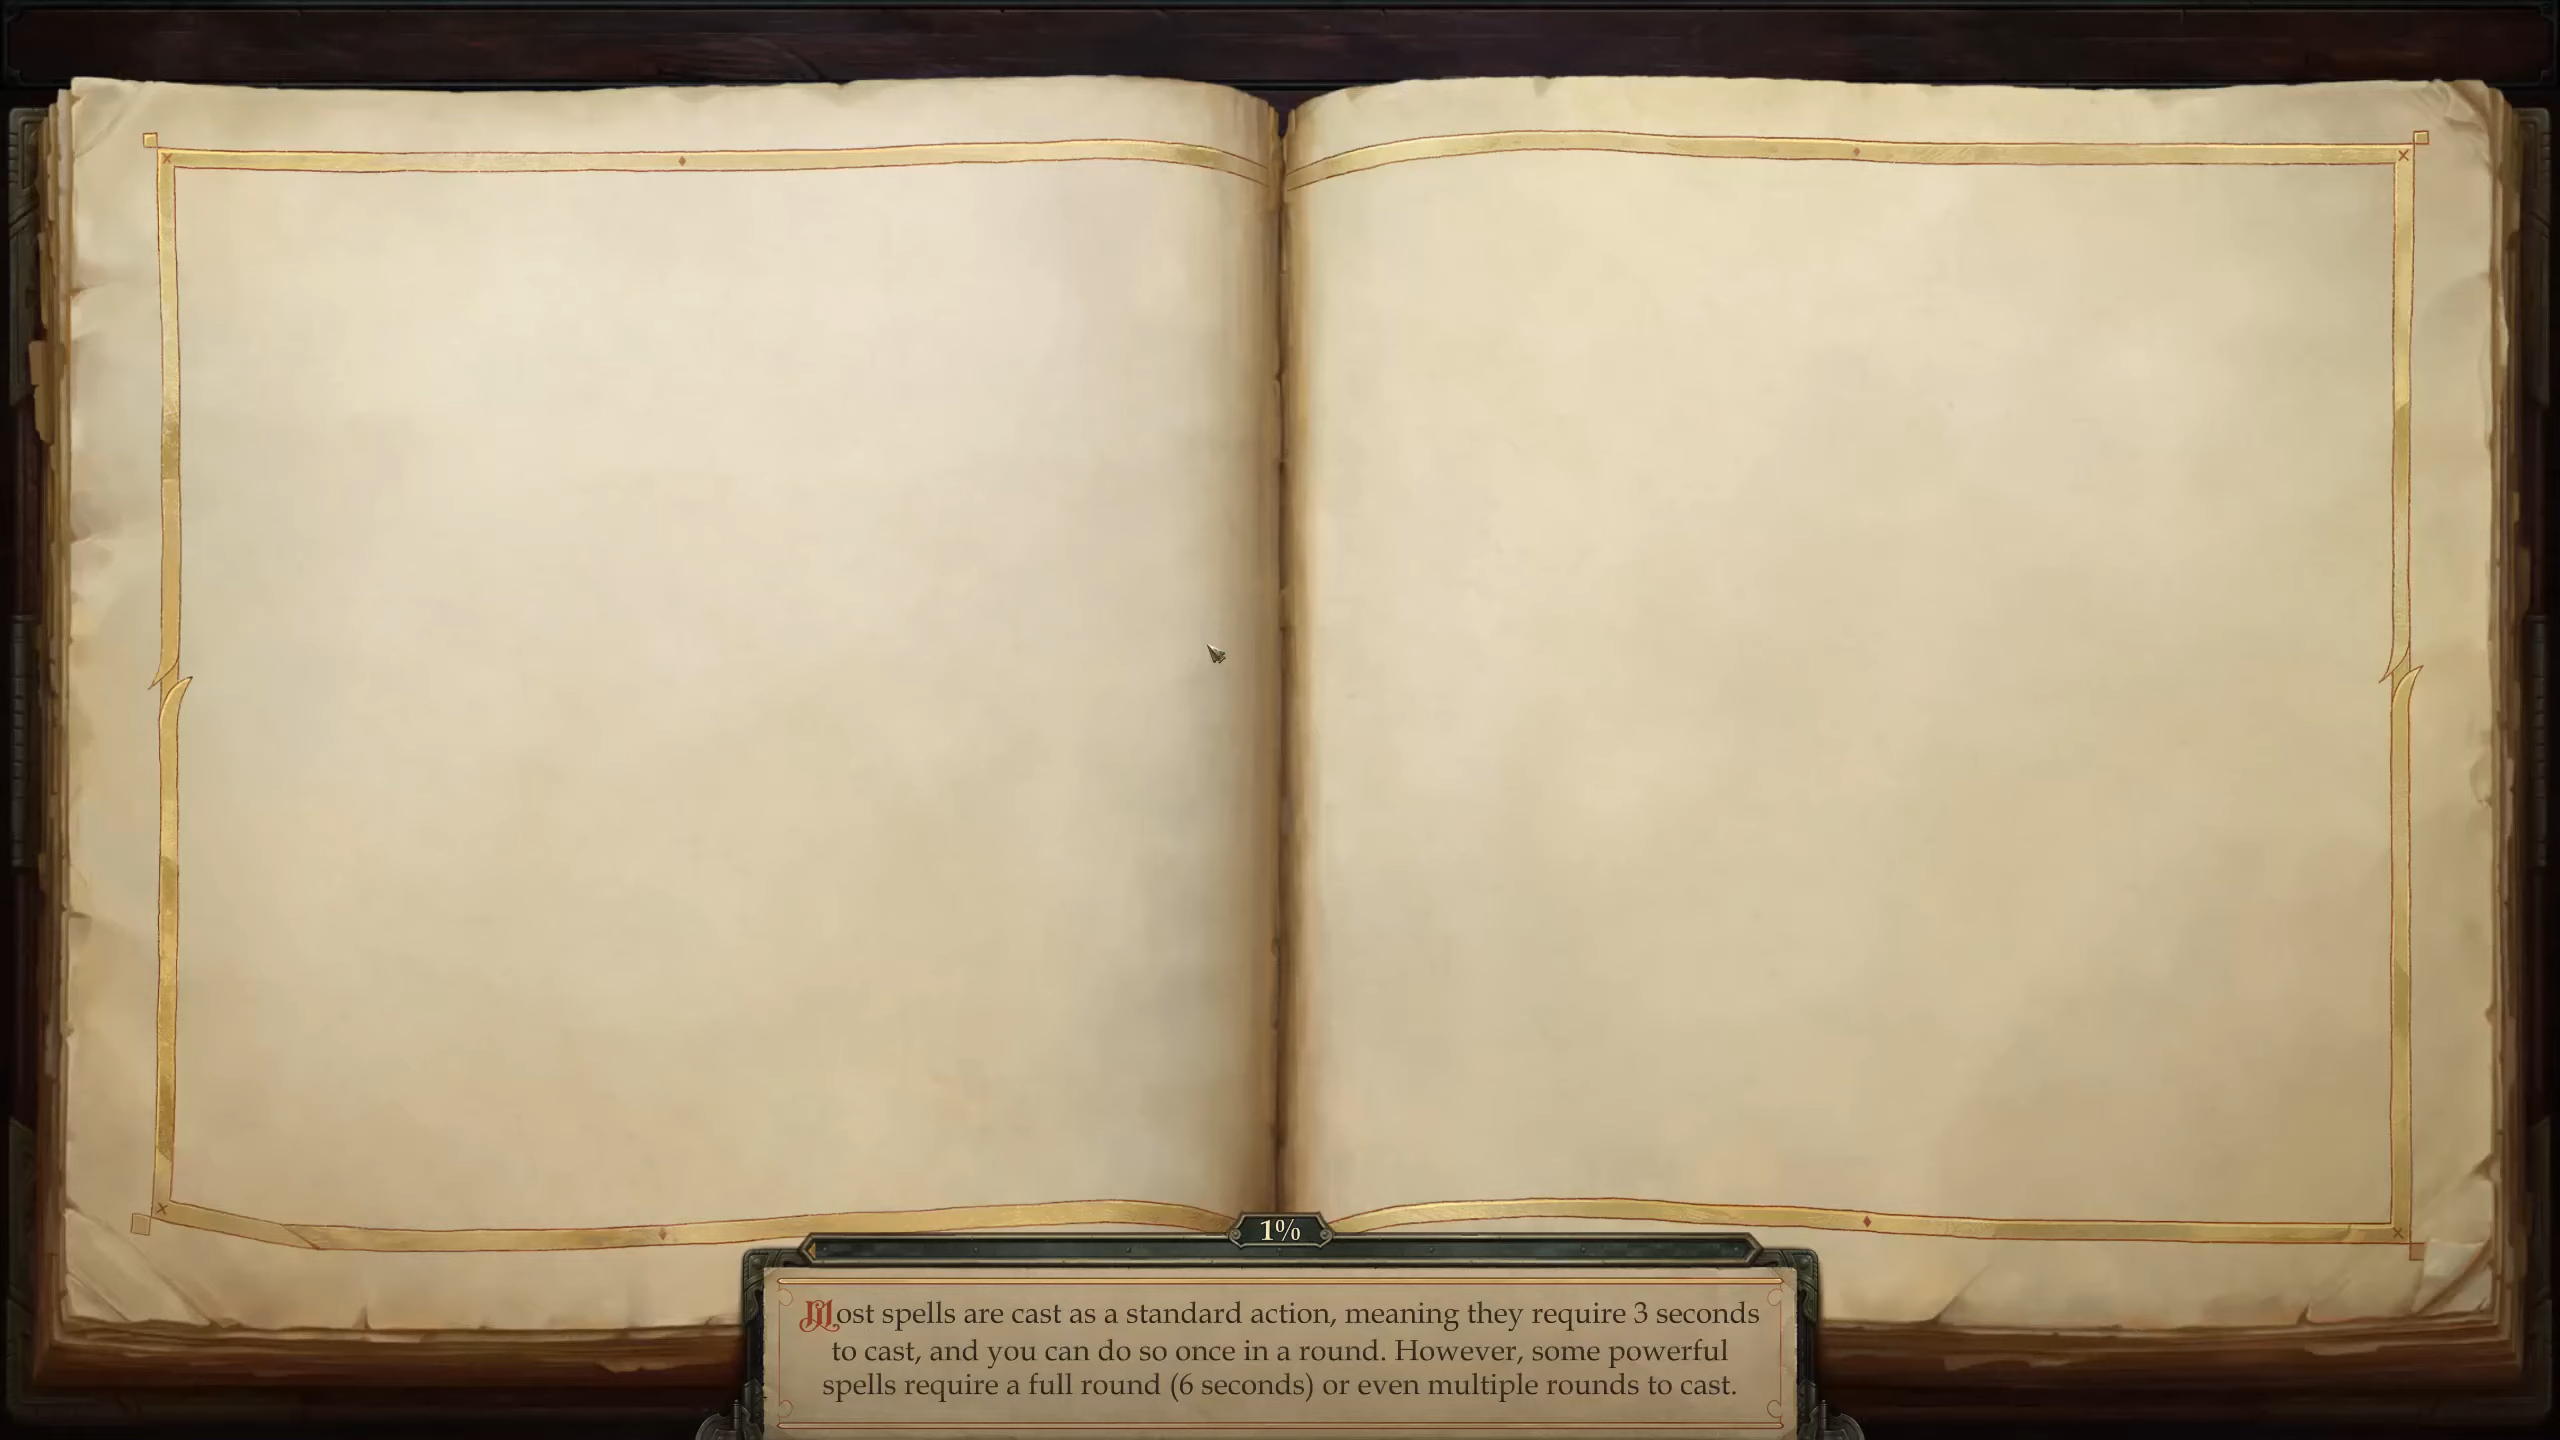 1%
Most spells are cast as a standard action, meaning they require 3 seconds
to cast, and you can do so once in a round. However, some powerful
spells require a full round (6 seconds) or even multiple rounds to cast.